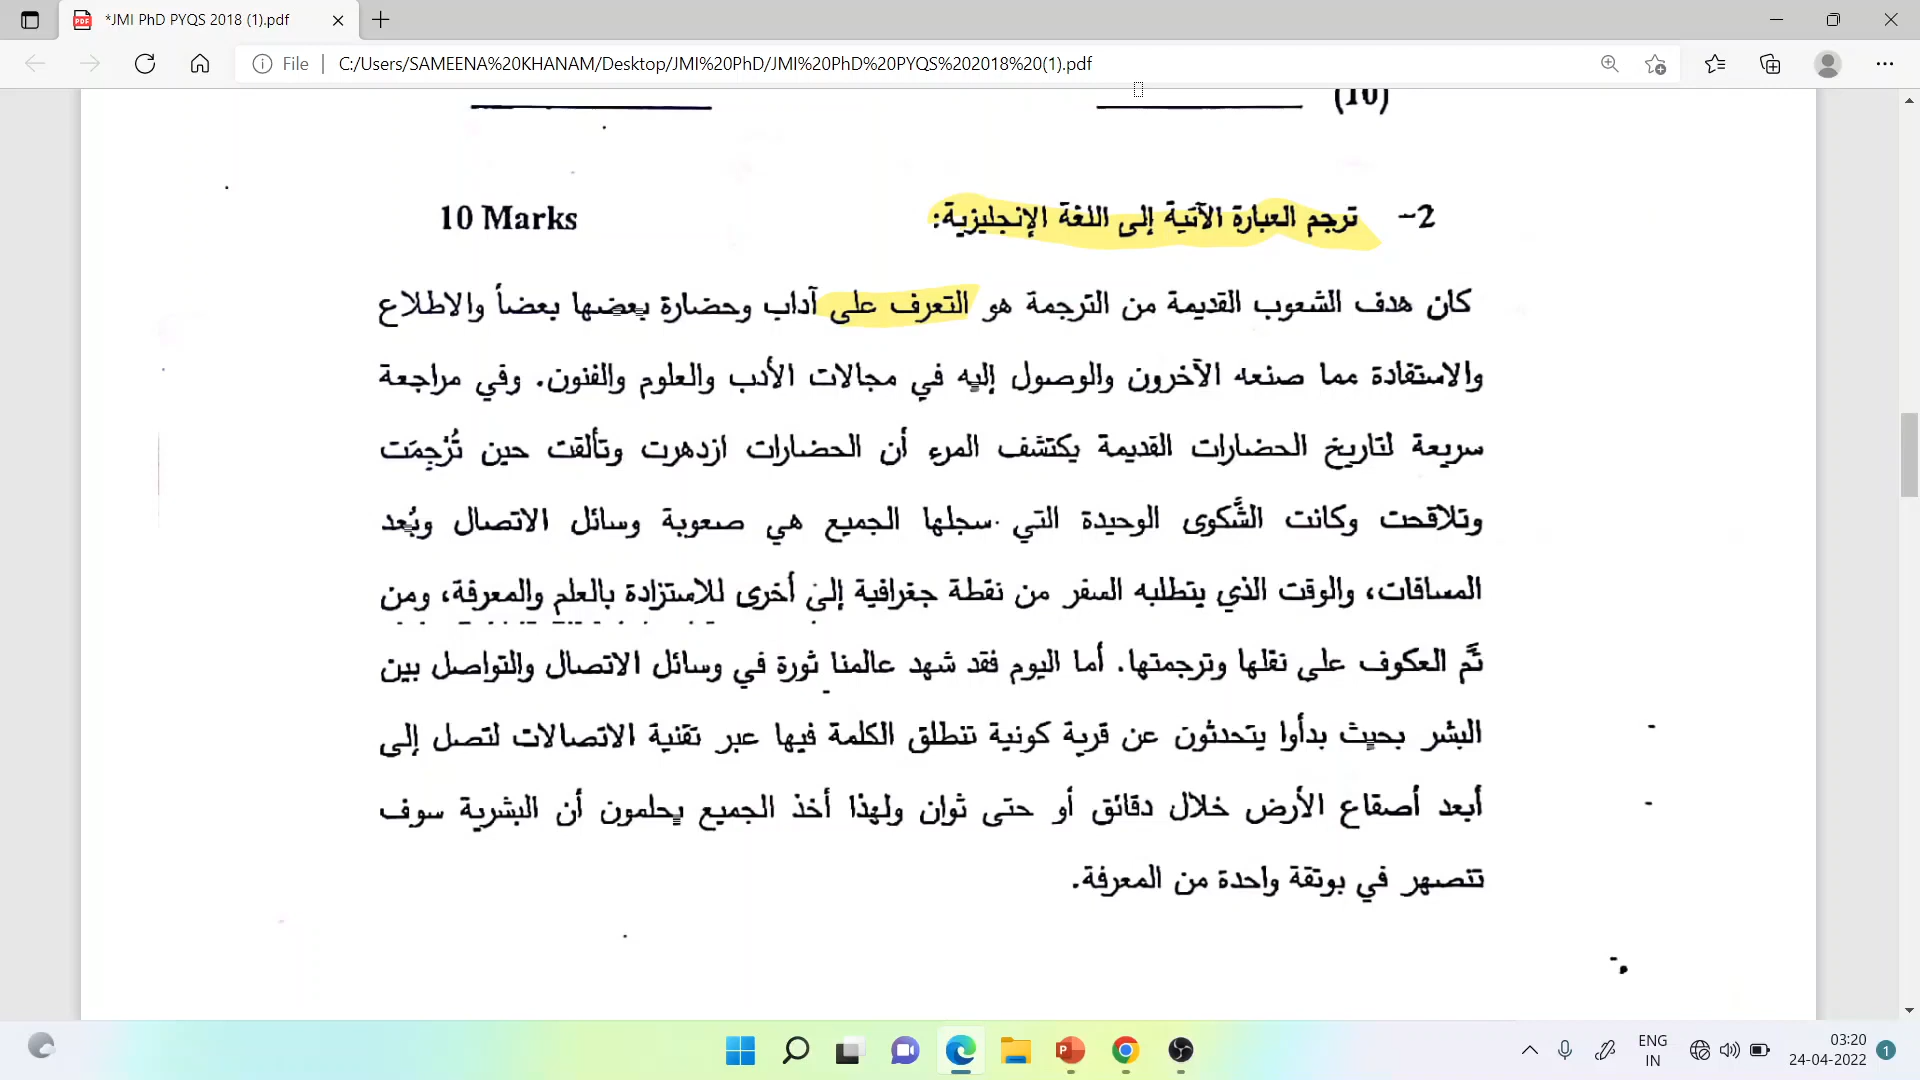 *JMI PhD PYQS 2018 (1).pdf
File C:/Users/SAMEENA%20KHANAM/Desktop/JMI%20PhD/JMI%20PhD%20PYQS%202018%20(1).pdf
(10)
2- ترجم العبارة الآتية إلى اللغة الإنجليزية: 10 Marks
كان هدف الشعوب القديمة من الترجمة هو التعرف على آداب وحضارة بعضها بعضاً والاطلاع
والاستفادة مما صنعه الآخرون والوصول إليه في مجالات الأدب والعلوم والفنون. وفي مراجعة
سريعة لتاريخ الحضارات القديمة يكتشف المرء أن الحضارات ازدهرت وتألقت حين تُرْجِمَت
وتلاقحت وكانت الشَّكوى الوحيدة التي سجلها الجميع هي صعوبة وسائل الاتصال وبُعد
المسافات، والوقت الذي يتطلبه السفر من نقطة جغرافية إلى أخرى للاستزادة بالعلم والمعرفة، ومن
ثَمَّ العكوف على نقلها وترجمتها. أما اليوم فقد شهد عالمنا ثورة في وسائل الاتصال والتواصل بين
البشر بحيث بدأوا يتحدثون عن قرية كونية تنطلق الكلمة فيها عبر تقنية الاتصالات لتصل إلى
أبعد أصقاع الأرض خلال دقائق أو حتى ثوان ولهذا أخذ الجميع يحلمون أن البشرية سوف
تنصهر في بوتقة واحدة من المعرفة.
ENG
IN
03:20
24-04-2022
1